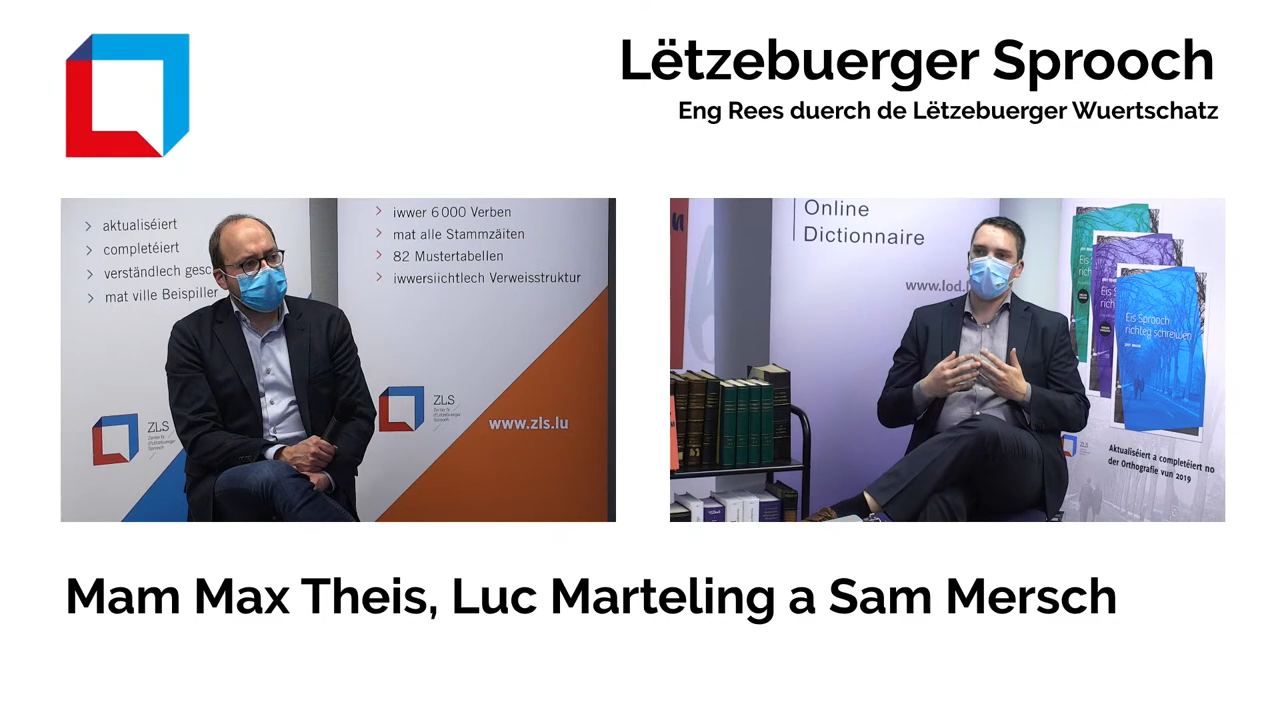 Lëtzebuerger Sprooch
Eng Rees duerch de Lëtzebuerger Wuertschatz
aktualiséiert
completéiert
verständlech gesc
mat ville Beispiller
iwwer 6 000 Verben
mat alle Stammzäiten
82 Mustertabellen
iwwersiichtlech Verweisstruktur
ZLS
ZLS
www.zls.lu
Online
Dictionnaire
www.lod.l
Eis Sprooch
richteg schreiwen
Aktualiséiert a completéiert no
der Orthografie vun 2019
Mam Max Theis, Luc Marteling a Sam Mersch